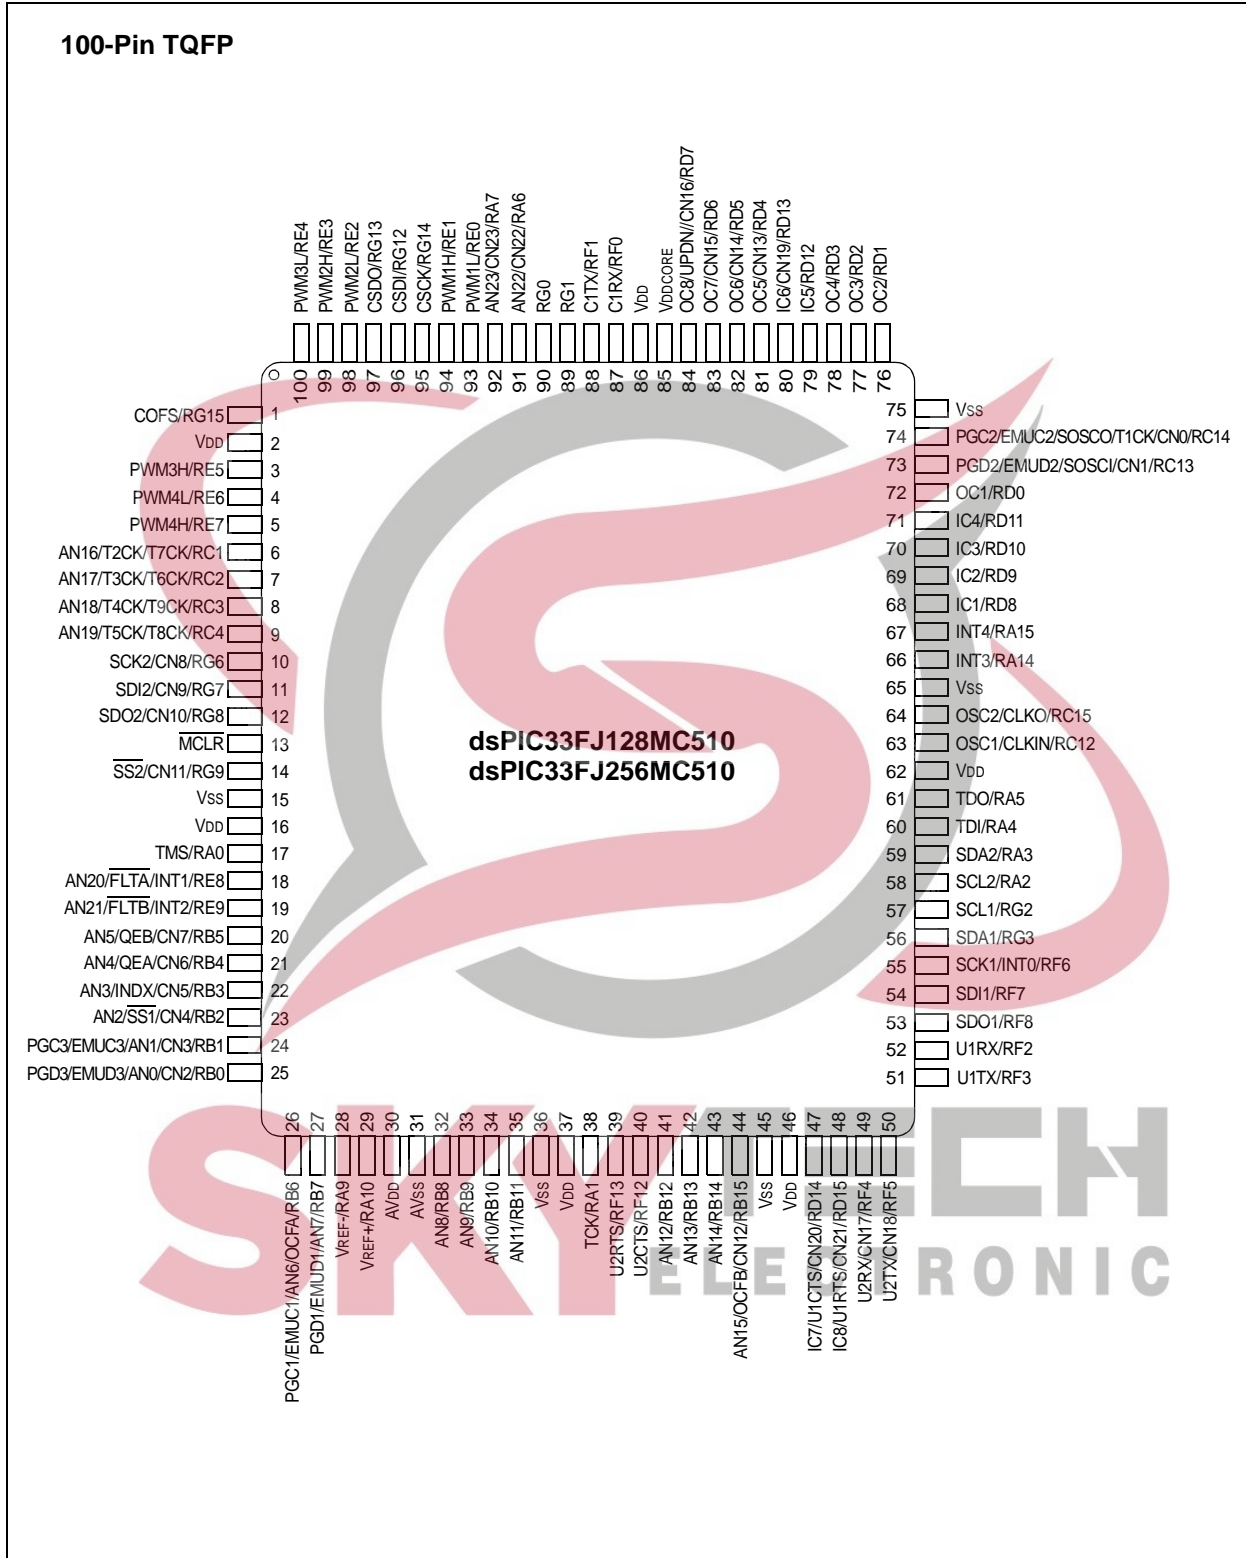 100-Pin TQFP
PWM3L/RE4
PWM2H/RE3
PWM2L/RE2
CSDO/RG13
CSDI/RG12
CSCK/RG14
PWM1H/RE1
PWM1L/RE0
AN23/CN23/RA7
AN22/CN22/RA6
RG0
RG1
C1TX/RF1
C1RX/RF0
VDD
VDDCORE
OC8/UPDN//CN16/RD7
OC7/CN15/RD6
OC6/CN14/RD5
OC5/CN13/RD4
IC6/CN19/RD13
IC5/RD12
OC4/RD3
OC3/RD2
OC2/RD1
100 99 98 97 96 95 94 93 92 91 90 89 88 87 86 85 84 83 82 81 80 79 78 77 76
COFS/RG15 1
VDD 2
PWM3H/RE5 3
PWM4L/RE6 4
PWM4H/RE7 5
AN16/T2CK/T7CK/RC1 6
AN17/T3CK/T6CK/RC2 7
AN18/T4CK/T9CK/RC3 8
AN19/T5CK/T8CK/RC4 9
SCK2/CN8/RG6 10
SDI2/CN9/RG7 11
SDO2/CN10/RG8 12
MCLR 13
SS2/CN11/RG9 14
VSS 15
VDD 16
TMS/RA0 17
AN20/FLTA/INT1/RE8 18
AN21/FLTB/INT2/RE9 19
AN5/QEB/CN7/RB5 20
AN4/QEA/CN6/RB4 21
AN3/INDX/CN5/RB3 22
AN2/SS1/CN4/RB2 23
PGC3/EMUC3/AN1/CN3/RB1 24
PGD3/EMUD3/AN0/CN2/RB0 25
dsPIC33FJ128MC510
dsPIC33FJ256MC510
75 VSS
74 PGC2/EMUC2/SOSCO/T1CK/CN0/RC14
73 PGD2/EMUD2/SOSCI/CN1/RC13
72 OC1/RD0
71 IC4/RD11
70 IC3/RD10
69 IC2/RD9
68 IC1/RD8
67 INT4/RA15
66 INT3/RA14
65 VSS
64 OSC2/CLKO/RC15
63 OSC1/CLKIN/RC12
62 VDD
61 TDO/RA5
60 TDI/RA4
59 SDA2/RA3
58 SCL2/RA2
57 SCL1/RG2
56 SDA1/RG3
55 SCK1/INT0/RF6
54 SDI1/RF7
53 SDO1/RF8
52 U1RX/RF2
51 U1TX/RF3
26 27 28 29 30 31 32 33 34 35 36 37 38 39 40 41 42 43 44 45 46 47 48 49 50
PGC1/EMUC1/AN6/OCFA/RB6
PGD1/EMUD1/AN7/RB7
VREF-/RA9
VREF+/RA10
AVDD
AVSS
AN8/RB8
AN9/RB9
AN10/RB10
AN11/RB11
VSS
VDD
TCK/RA1
U2RTS/RF13
U2CTS/RF12
AN12/RB12
AN13/RB13
AN14/RB14
AN15/OCFB/CN12/RB15
VSS
VDD
IC7/U1CTS/CN20/RD14
IC8/U1RTS/CN21/RD15
U2RX/CN17/RF4
U2TX/CN18/RF5
SKYTECH
ELECTRONIC